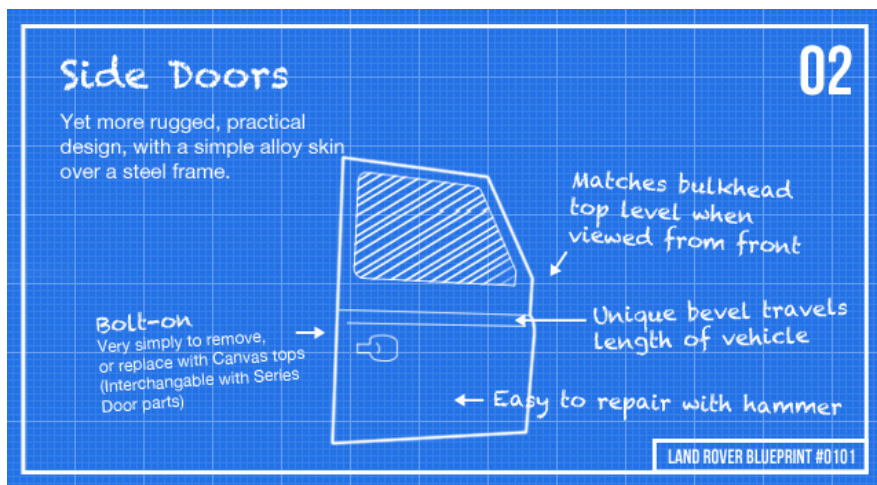 Side Doors
02
Yet more rugged, practical
design, with a simple alloy skin
over a steel frame.
Matches bulkhead
top level when
viewed from front
Bolt-on
Very simply to remove,
or replace with Canvas tops
(Interchangable with Series
Door parts)
Unique bevel travels
length of vehicle
Easy to repair with hammer
LAND ROVER BLUEPRINT #0101